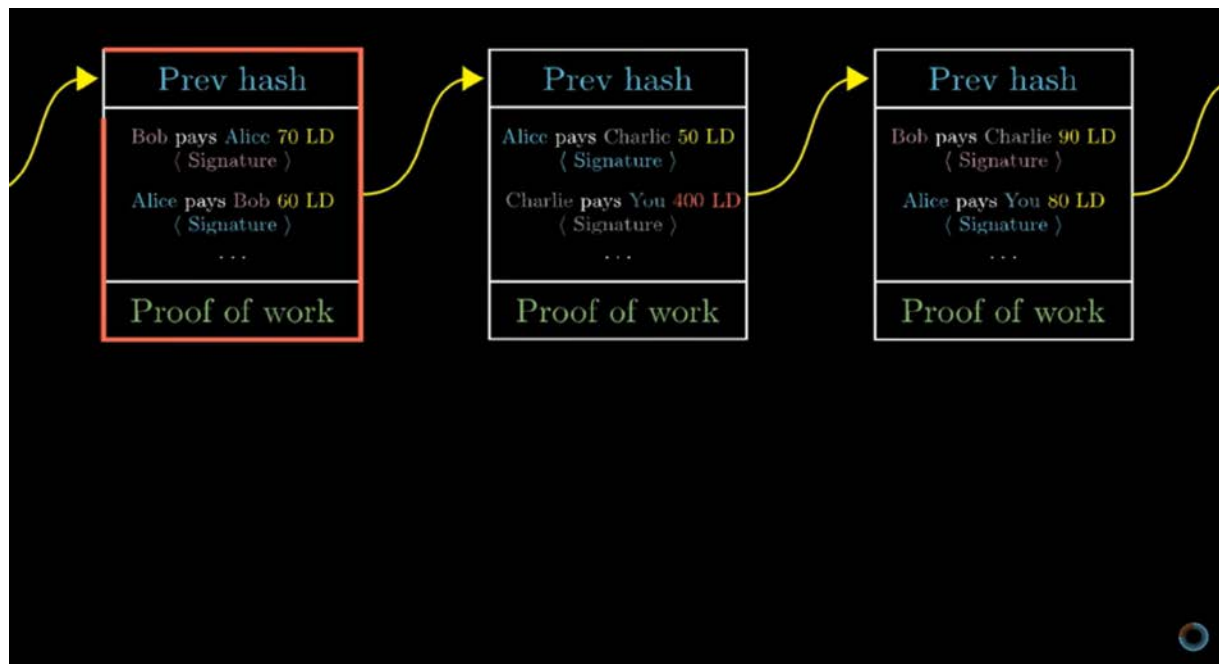 Prev hash
Bob pays Alice 70 LD
⟨ Signature ⟩
Alice pays Bob 60 LD
⟨ Signature ⟩
...
Proof of work
Prev hash
Alice pays Charlie 50 LD
⟨ Signature ⟩
Charlie pays You 400 LD
⟨ Signature ⟩
...
Proof of work
Prev hash
Bob pays Charlie 90 LD
⟨ Signature ⟩
Alice pays You 80 LD
⟨ Signature ⟩
...
Proof of work